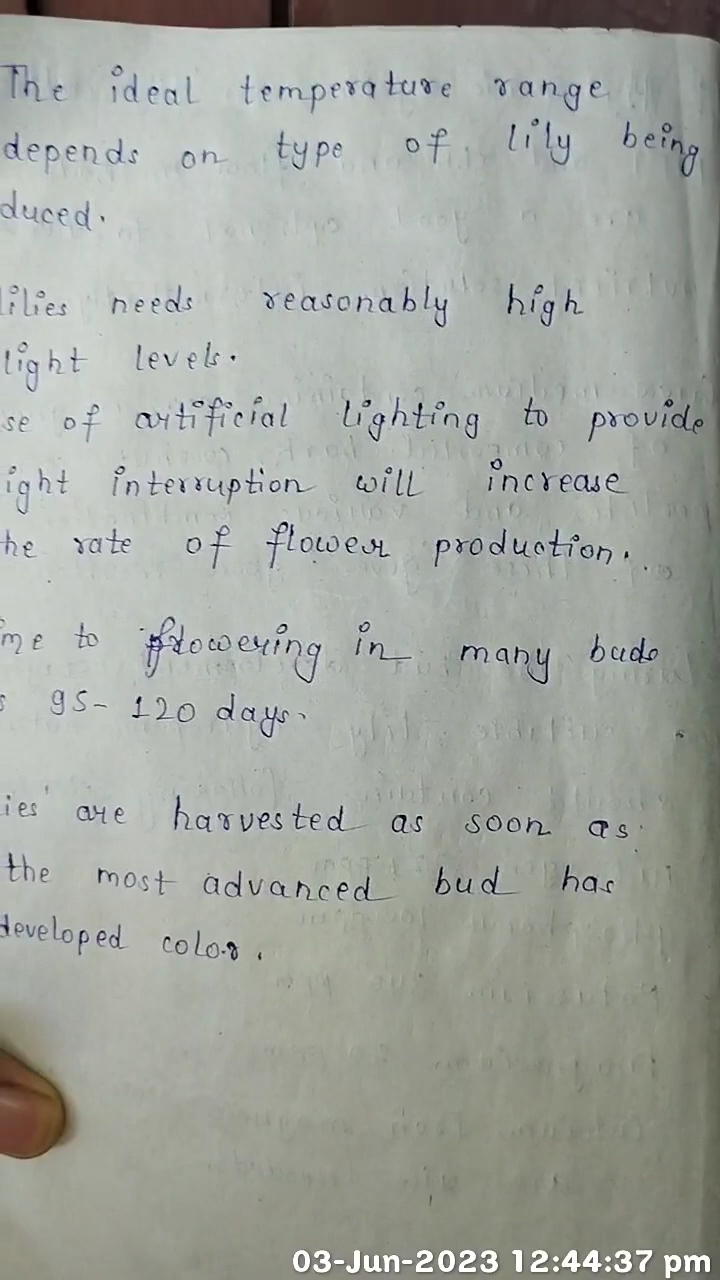 The ideal temperature range
depends on type of lily being
duced.
lilies needs reasonably high
light levels.
se of artificial lighting to provide
ight interruption will increase
he rate of flower production.
me to flowering in many buds
s 95-120 days.
ies are harvested as soon as
the most advanced bud has
developed color.
03-Jun-2023 12:44:37 pm